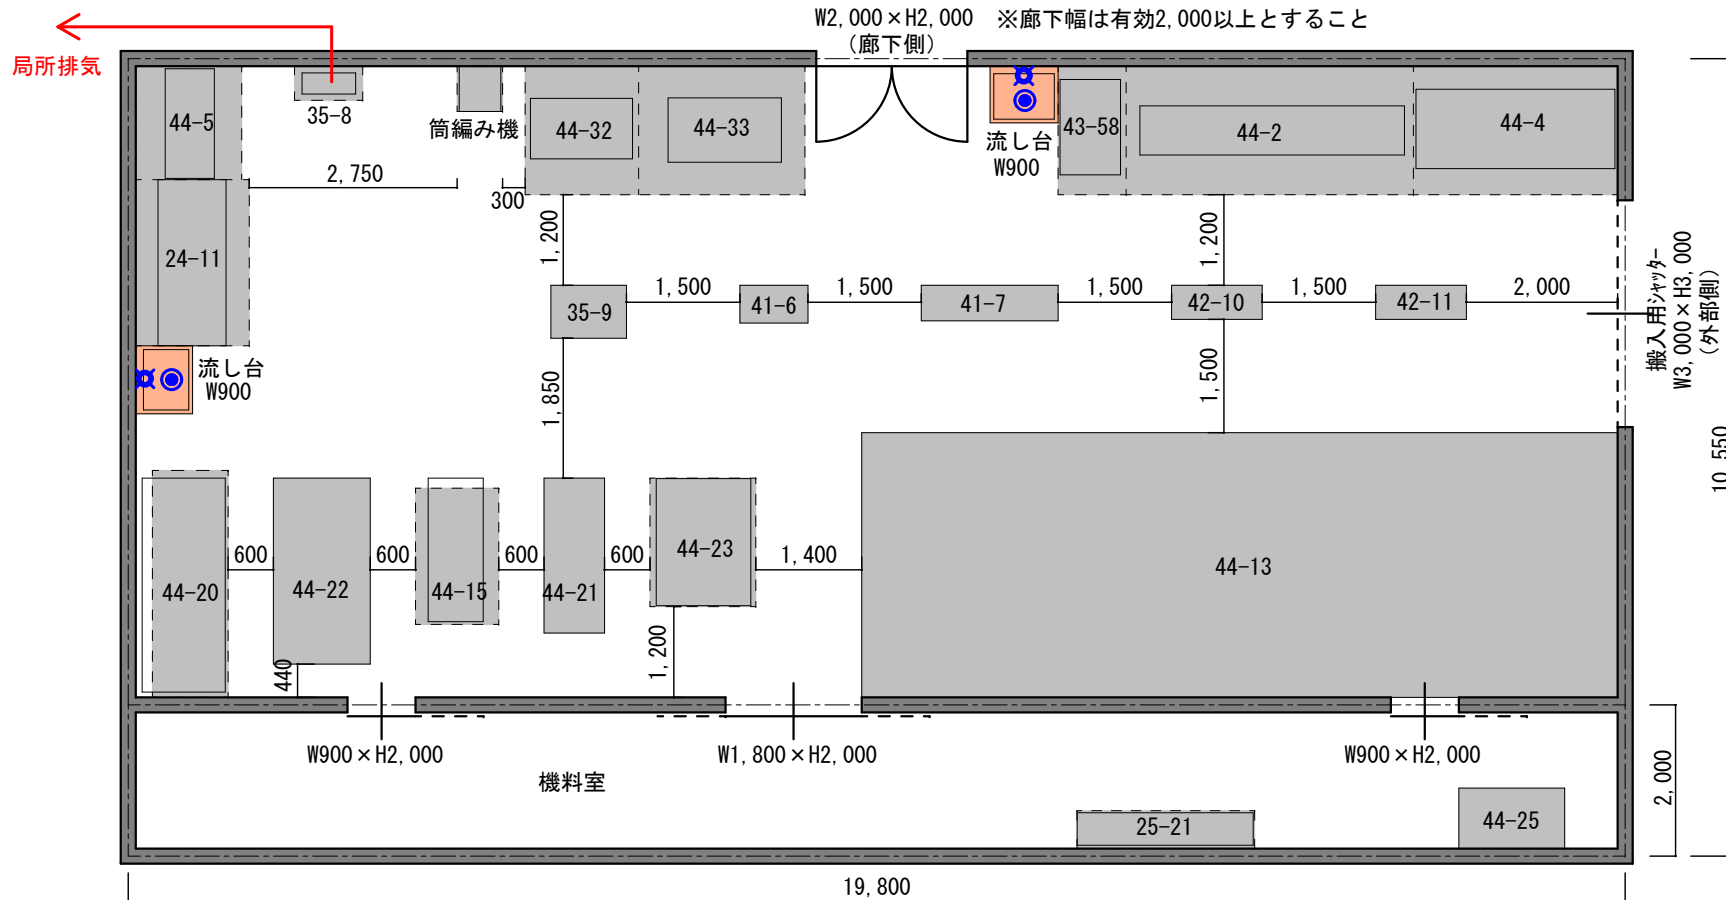 W2,000×H2,000 ※廊下幅は有効2,000以上とすること
(廊下側)
局所排気
44-5
35-8
筒編み機
44-32
44-33
流し台
W900
43-58
44-2
44-4
2,750
300
1,200
1,200
24-11
搬入用シャッター
W3,000×H3,000
(外部側)
35-9
1,500
41-6
1,500
41-7
1,500
42-10
1,500
42-11
2,000
流し台
W900
1,850
1,500
10,550
44-20
600
44-22
600
44-15
600
44-21
600
44-23
1,400
44-13
440
1,200
W900×H2,000
W1,800×H2,000
W900×H2,000
機料室
2,000
25-21
44-25
19,800